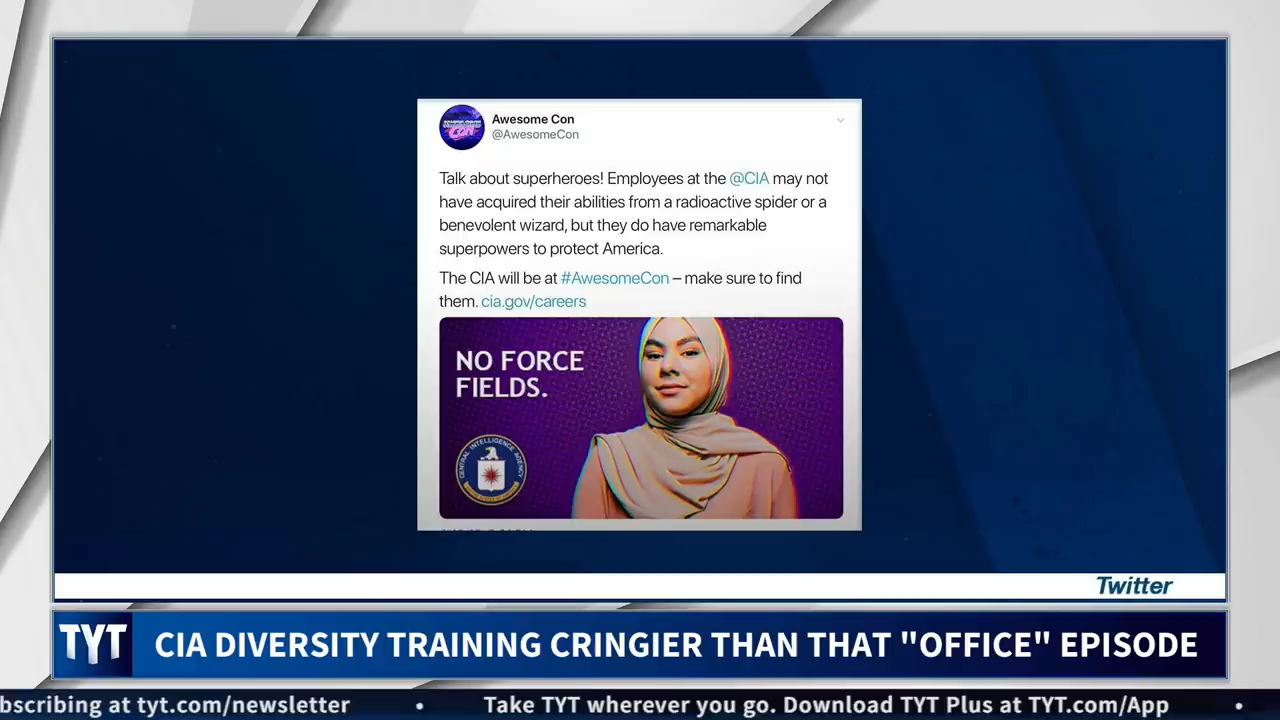 Awesome Con
@AwesomeCon
Talk about superheroes! Employees at the @CIA may not
have acquired their abilities from a radioactive spider or a
benevolent wizard, but they do have remarkable
superpowers to protect America.
The CIA will be at #AwesomeCon – make sure to find
them. cia.gov/careers
NO FORCE
FIELDS.
CENTRAL INTELLIGENCE AGENCY
Twitter
TYT
CIA DIVERSITY TRAINING CRINGIER THAN THAT "OFFICE" EPISODE
bscribing at tyt.com/newsletter • Take TYT wherever you go. Download TYT Plus at TYT.com/App •